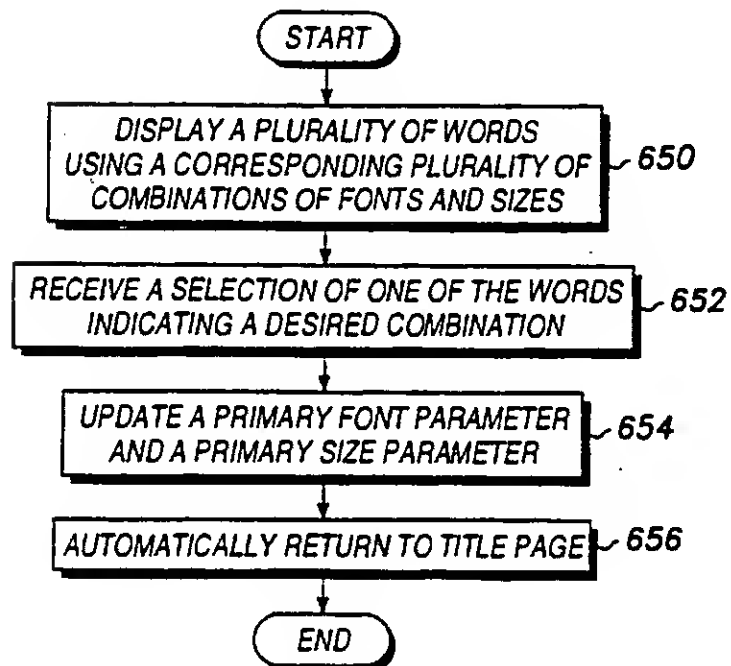 START
DISPLAY A PLURALITY OF WORDS
USING A CORRESPONDING PLURALITY OF
COMBINATIONS OF FONTS AND SIZES
650
RECEIVE A SELECTION OF ONE OF THE WORDS
INDICATING A DESIRED COMBINATION
652
UPDATE A PRIMARY FONT PARAMETER
AND A PRIMARY SIZE PARAMETER
654
AUTOMATICALLY RETURN TO TITLE PAGE
656
END